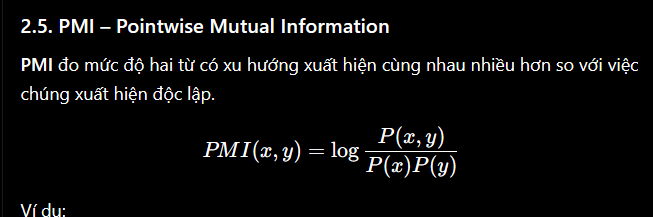 2.5. PMI – Pointwise Mutual Information
PMI đo mức độ hai từ có xu hướng xuất hiện cùng nhau nhiều hơn so với việc
chúng xuất hiện độc lập.
PMI(x, y) = log P(x, y) / P(x)P(y)
Ví dụ: